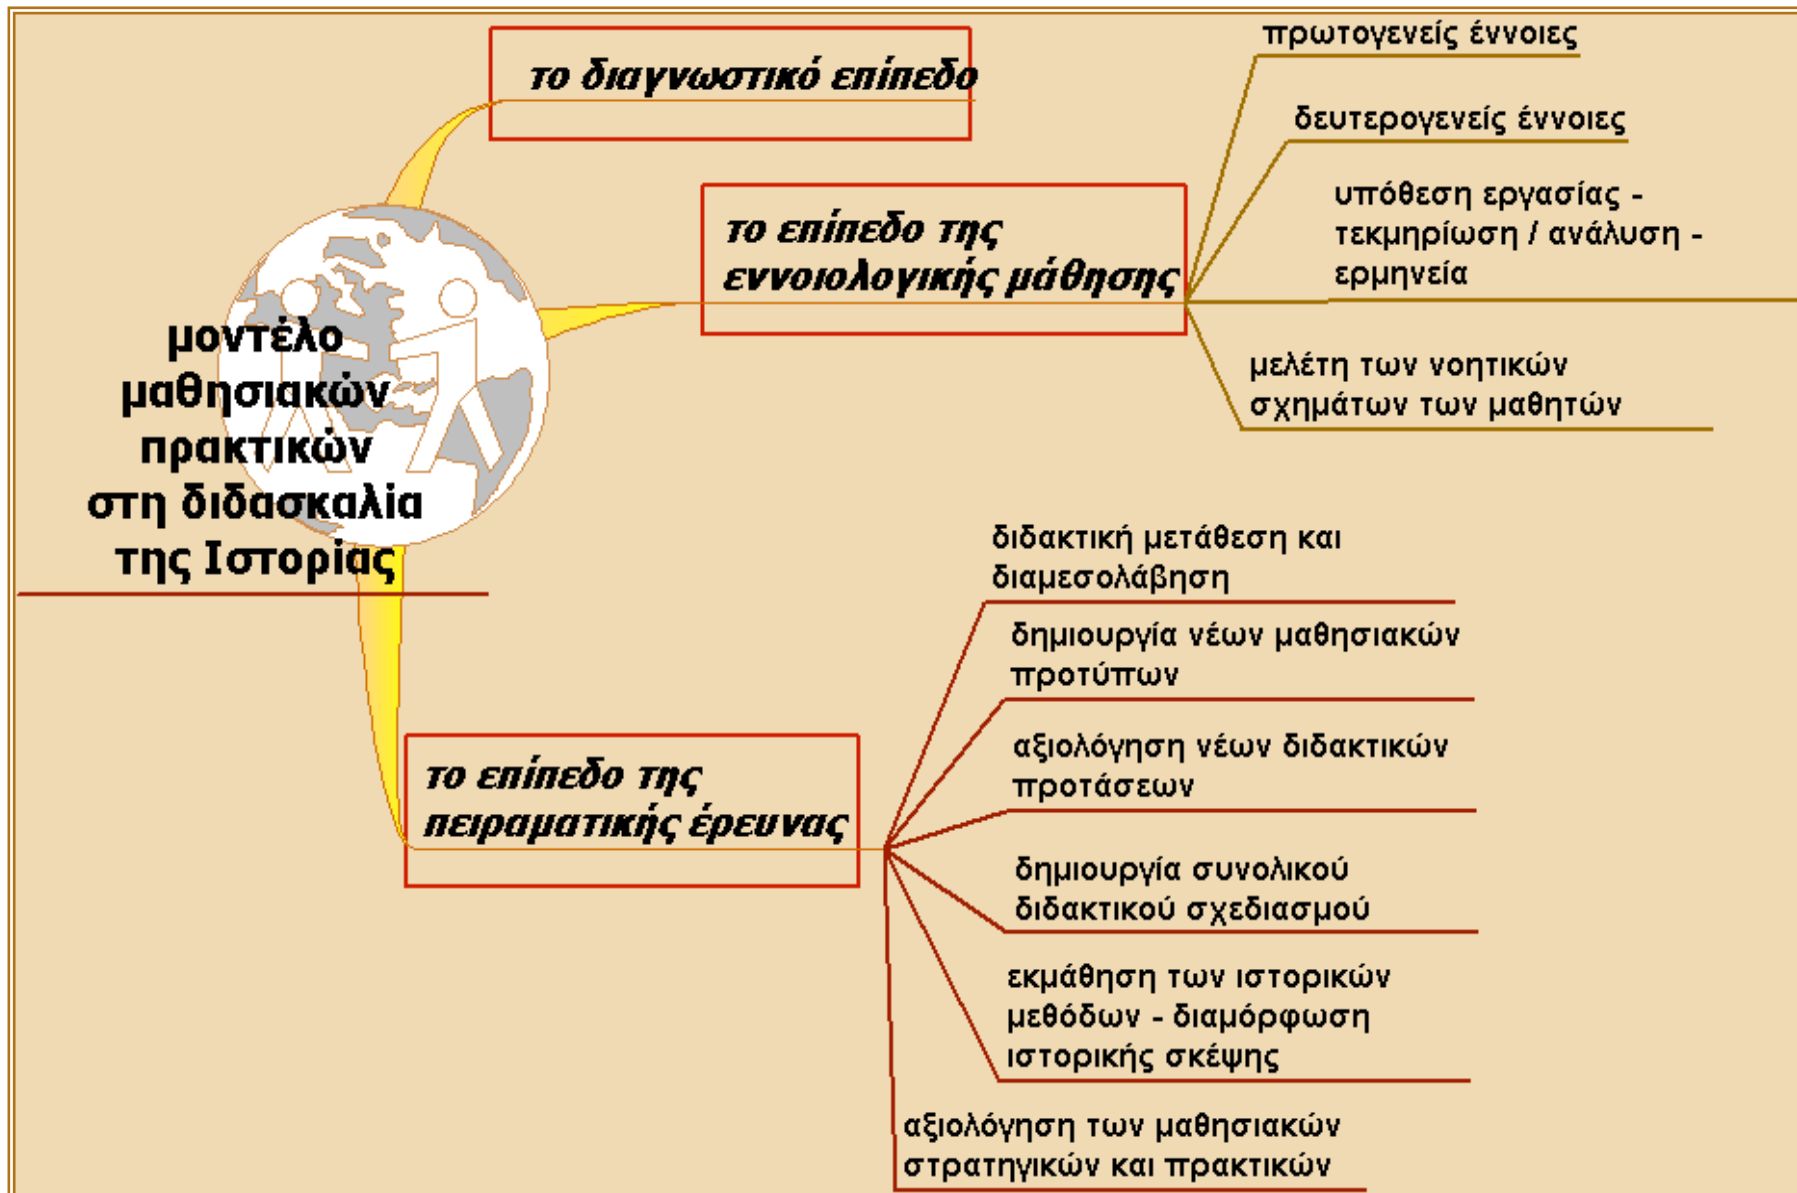 μοντέλο
μαθησιακών
πρακτικών
στη διδασκαλία
της Ιστορίας
το διαγνωστικό επίπεδο
το επίπεδο της
εννοιολογικής μάθησης
πρωτογενείς έννοιες
δευτερογενείς έννοιες
υπόθεση εργασίας -
τεκμηρίωση / ανάλυση -
ερμηνεία
μελέτη των νοητικών
σχημάτων των μαθητών
το επίπεδο της
πειραματικής έρευνας
διδακτική μετάθεση και
διαμεσολάβηση
δημιουργία νέων μαθησιακών
προτύπων
αξιολόγηση νέων διδακτικών
προτάσεων
δημιουργία συνολικού
διδακτικού σχεδιασμού
εκμάθηση των ιστορικών
μεθόδων - διαμόρφωση
ιστορικής σκέψης
αξιολόγηση των μαθησιακών
στρατηγικών και πρακτικών